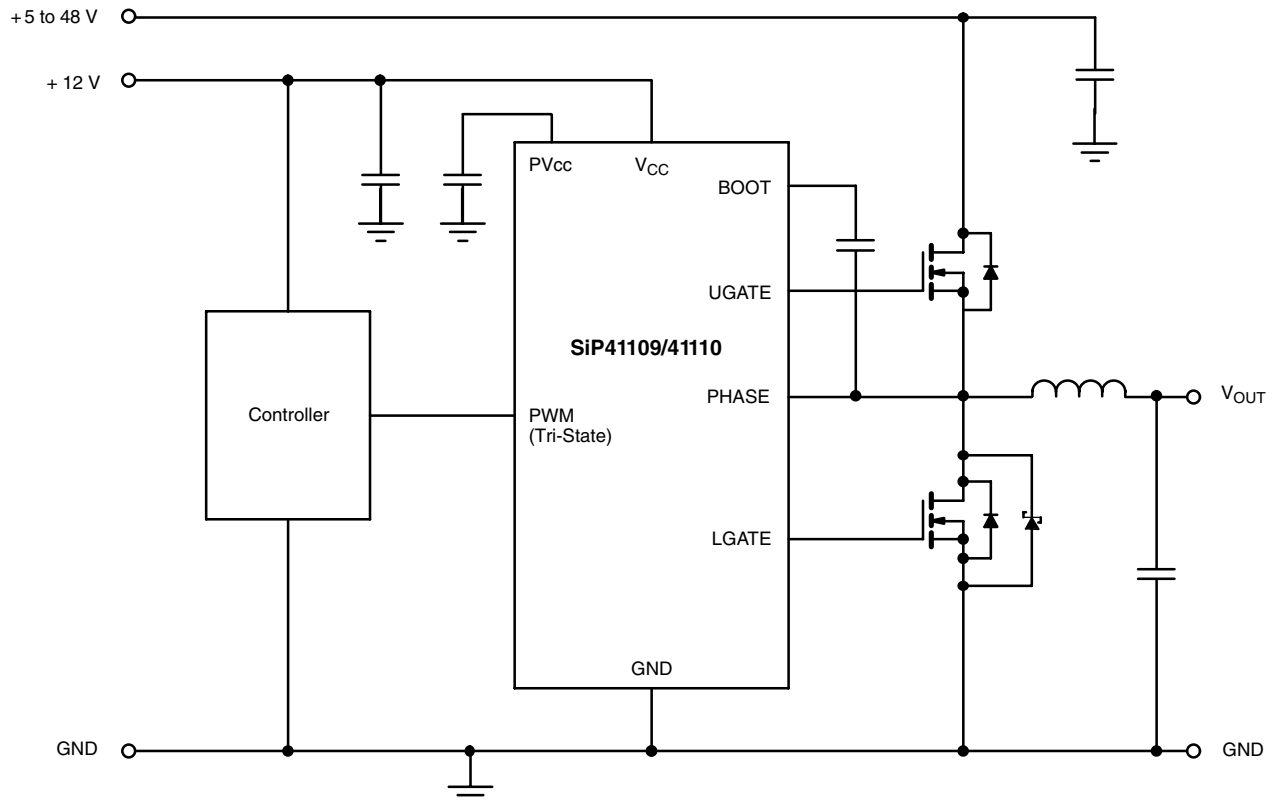 +5 to 48 V
+ 12 V
PVcc
VCC
BOOT
UGATE
SiP41109/41110
PHASE
VOUT
Controller
PWM
(Tri-State)
LGATE
GND
GND
GND